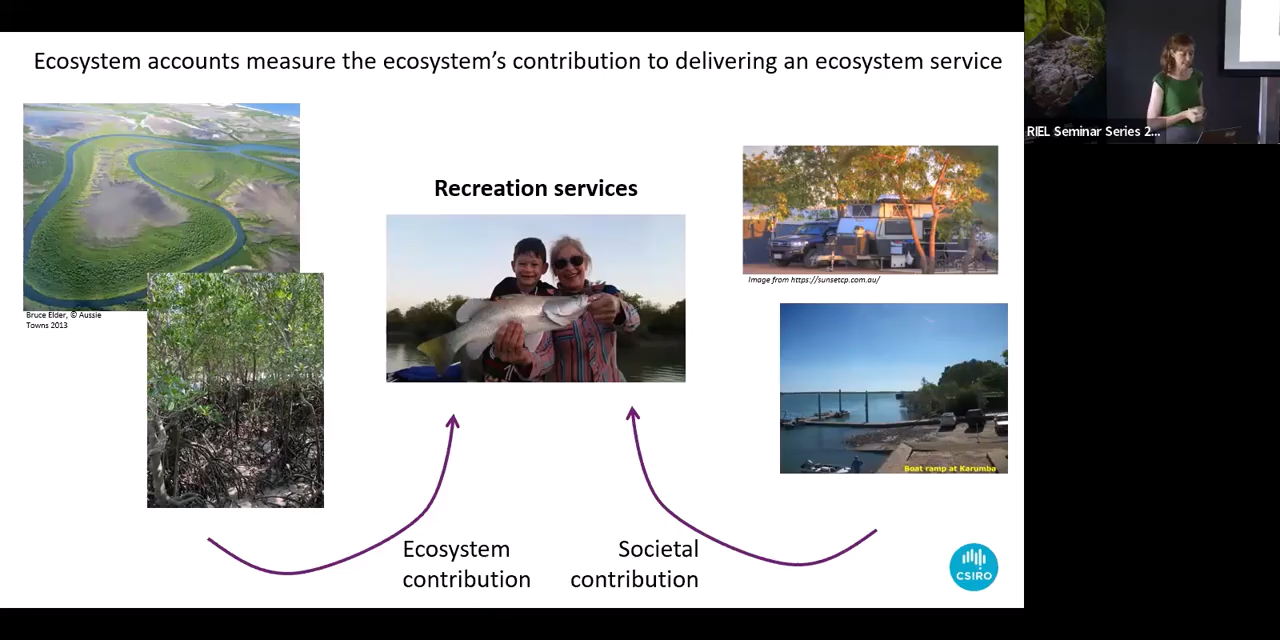 Ecosystem accounts measure the ecosystem's contribution to delivering an ecosystem service
RIEL Seminar Series 2...
Recreation services
Image from https://sunsetcp.com.au/
Bruce Elder, © Aussie
Towns 2013
Boat ramp at Karumba
Ecosystem
contribution
Societal
contribution
CSIRO